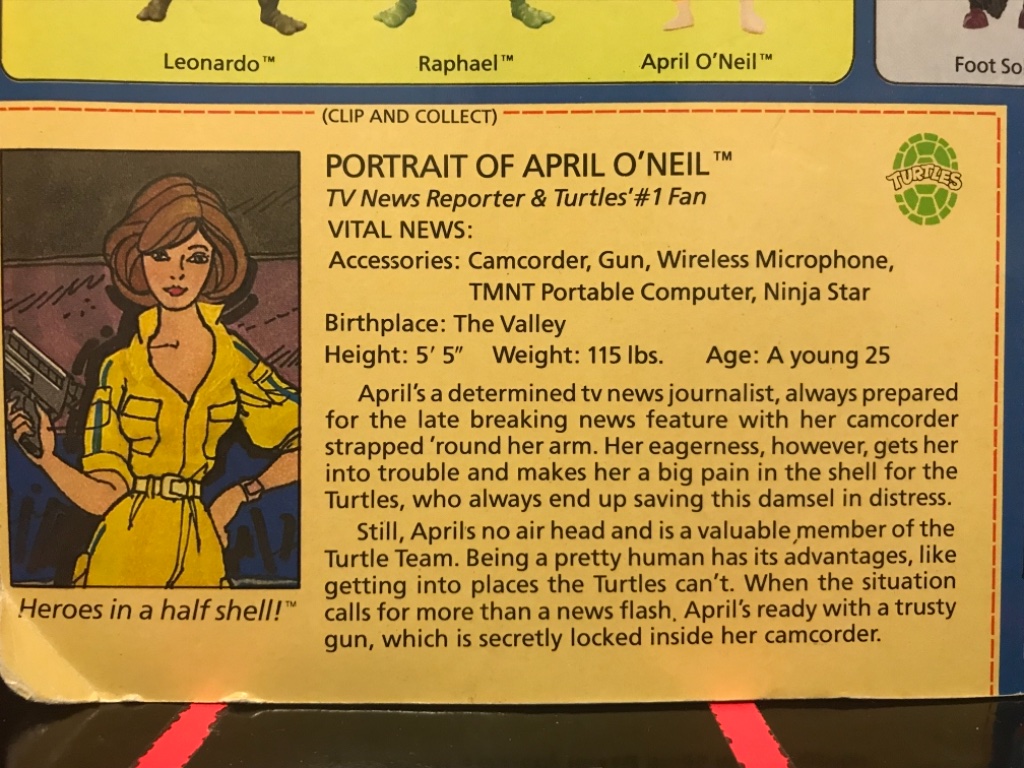 Leonardo™ Raphael™ April O'Neil™ Foot So
(CLIP AND COLLECT)
PORTRAIT OF APRIL O'NEIL™
TURTLES
TV News Reporter & Turtles' #1 Fan
VITAL NEWS:
Accessories: Camcorder, Gun, Wireless Microphone,
TMNT Portable Computer, Ninja Star
Birthplace: The Valley
Height: 5' 5" Weight: 115 lbs. Age: A young 25
April's a determined tv news journalist, always prepared
for the late breaking news feature with her camcorder
strapped 'round her arm. Her eagerness, however, gets her
into trouble and makes her a big pain in the shell for the
Turtles, who always end up saving this damsel in distress.
Still, April's no air head and is a valuable member of the
Turtle Team. Being a pretty human has its advantages, like
getting into places the Turtles can't. When the situation
calls for more than a news flash, April's ready with a trusty
gun, which is secretly locked inside her camcorder.
Heroes in a half shell!™